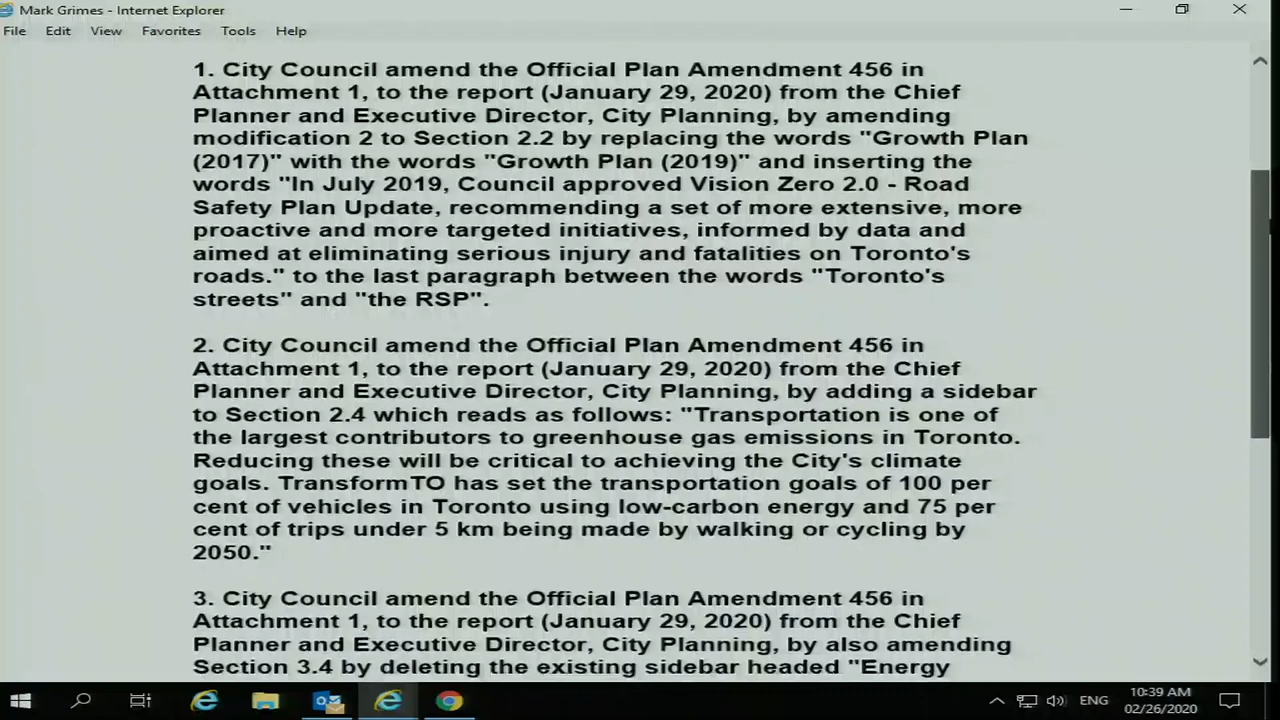 Mark Grimes - Internet Explorer
File Edit View Favorites Tools Help
1. City Council amend the Official Plan Amendment 456 in
Attachment 1, to the report (January 29, 2020) from the Chief
Planner and Executive Director, City Planning, by amending
modification 2 to Section 2.2 by replacing the words "Growth Plan
(2017)" with the words "Growth Plan (2019)" and inserting the
words "In July 2019, Council approved Vision Zero 2.0 - Road
Safety Plan Update, recommending a set of more extensive, more
proactive and more targeted initiatives, informed by data and
aimed at eliminating serious injury and fatalities on Toronto's
roads." to the last paragraph between the words "Toronto's
streets" and "the RSP".
2. City Council amend the Official Plan Amendment 456 in
Attachment 1, to the report (January 29, 2020) from the Chief
Planner and Executive Director, City Planning, by adding a sidebar
to Section 2.4 which reads as follows: "Transportation is one of
the largest contributors to greenhouse gas emissions in Toronto.
Reducing these will be critical to achieving the City's climate
goals. TransformTO has set the transportation goals of 100 per
cent of vehicles in Toronto using low-carbon energy and 75 per
cent of trips under 5 km being made by walking or cycling by
2050."
3. City Council amend the Official Plan Amendment 456 in
Attachment 1, to the report (January 29, 2020) from the Chief
Planner and Executive Director, City Planning, by also amending
Section 3.4 by deleting the existing sidebar headed "Energy
ENG
10:39 AM
02/26/2020